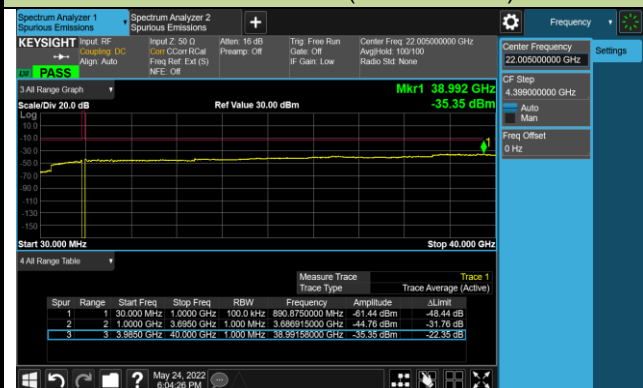 Spectrum Analyzer 1
Spurious Emissions
Spectrum Analyzer 2
Spurious Emissions
+
Frequency
KEYSIGHT
Input: RF
Coupling: DC
Align: Auto
Input Z: 50 Ω
Corr CCorr RCal
Freq Ref: Ext (S)
NFE: Off
Atten: 16 dB
Preamp: Off
Trig: Free Run
Gate: Off
IF Gain: Low
Center Freq: 22.005000000 GHz
Avg|Hold: 100/100
Radio Std: None
PASS
Center Frequency
22.005000000 GHz
Settings
CF Step
4.399000000 GHz
Auto
Man
Freq Offset
0 Hz
3 All Range Graph
Mkr1 38.992 GHz
Scale/Div 20.0 dB
Ref Value 30.00 dBm
-35.35 dBm
Log
10.0
-10.0
-30.0
-50.0
-70.0
-90.0
-110
-130
-150
1
Start 30.000 MHz
Stop 40.000 GHz
4 All Range Table
Measure Trace Trace 1
Trace Type Trace Average (Active)
Spur Range Start Freq Stop Freq RBW Frequency Amplitude ΔLimit
1 1 30.000 MHz 1.0000 GHz 100.0 kHz 890.8750000 MHz -61.44 dBm -48.44 dB
2 2 1.0000 GHz 3.6950 GHz 1.000 MHz 3.686915000 GHz -44.76 dBm -31.76 dB
3 3 3.9850 GHz 40.000 GHz 1.000 MHz 38.99158000 GHz -35.35 dBm -22.35 dB
?
May 24, 2022
6:04:26 PM